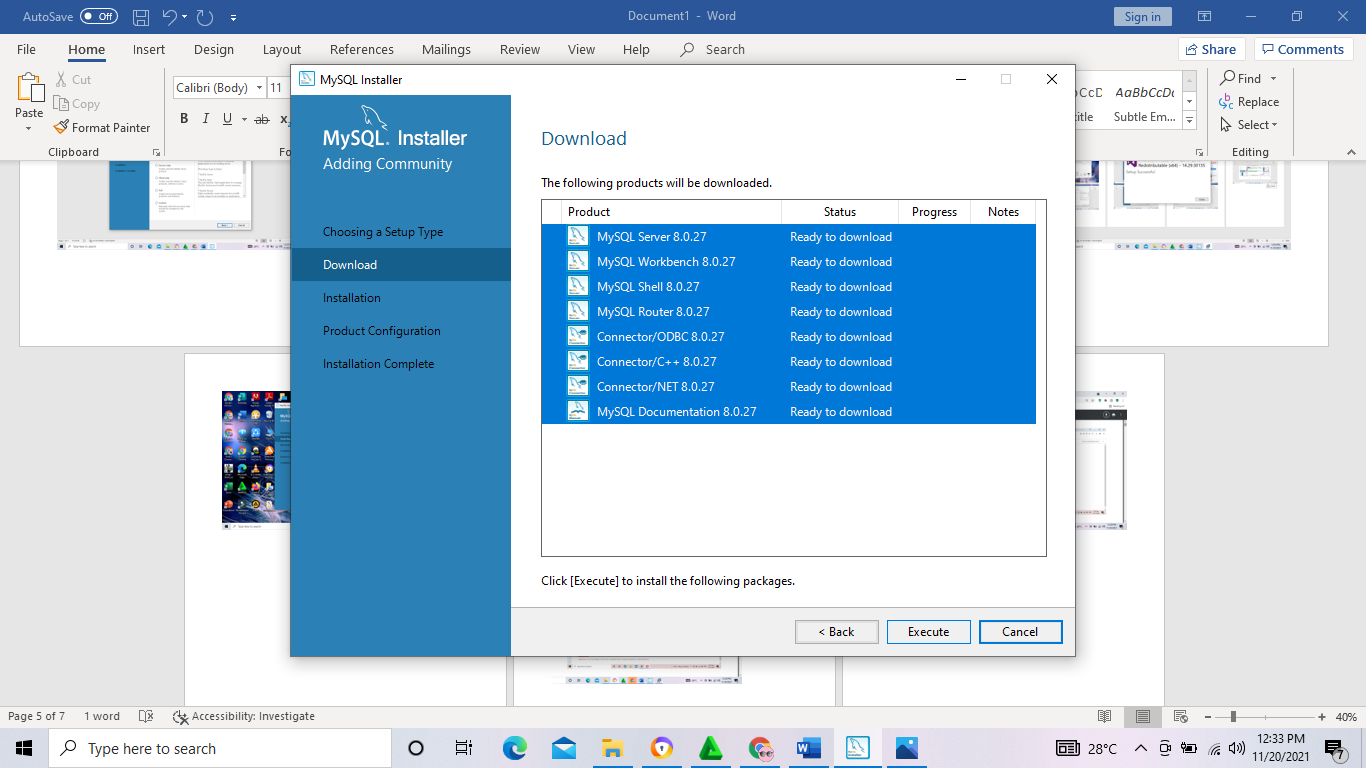 AutoSave Off
Document1 - Word
Sign in
File Home Insert Design Layout References Mailings Review View Help Search
Share Comments
Paste
Cut
Copy
Format Painter
Clipboard
Calibri (Body) 11
B I U ab x
Fo
AaBbCcDc
title
Subtle Em...
Find
Replace
Select
Editing
MySQL Installer
MySQL. Installer
Adding Community
Choosing a Setup Type
Download
Installation
Product Configuration
Installation Complete
Download
The following products will be downloaded.
Product Status Progress Notes
MySQL Server 8.0.27 Ready to download
MySQL Workbench 8.0.27 Ready to download
MySQL Shell 8.0.27 Ready to download
MySQL Router 8.0.27 Ready to download
Connector/ODBC 8.0.27 Ready to download
Connector/C++ 8.0.27 Ready to download
Connector/NET 8.0.27 Ready to download
MySQL Documentation 8.0.27 Ready to download
Click [Execute] to install the following packages.
< Back Execute Cancel
Page 5 of 7 1 word Accessibility: Investigate 40%
Type here to search
28°C
12:33 PM
11/20/2021
7